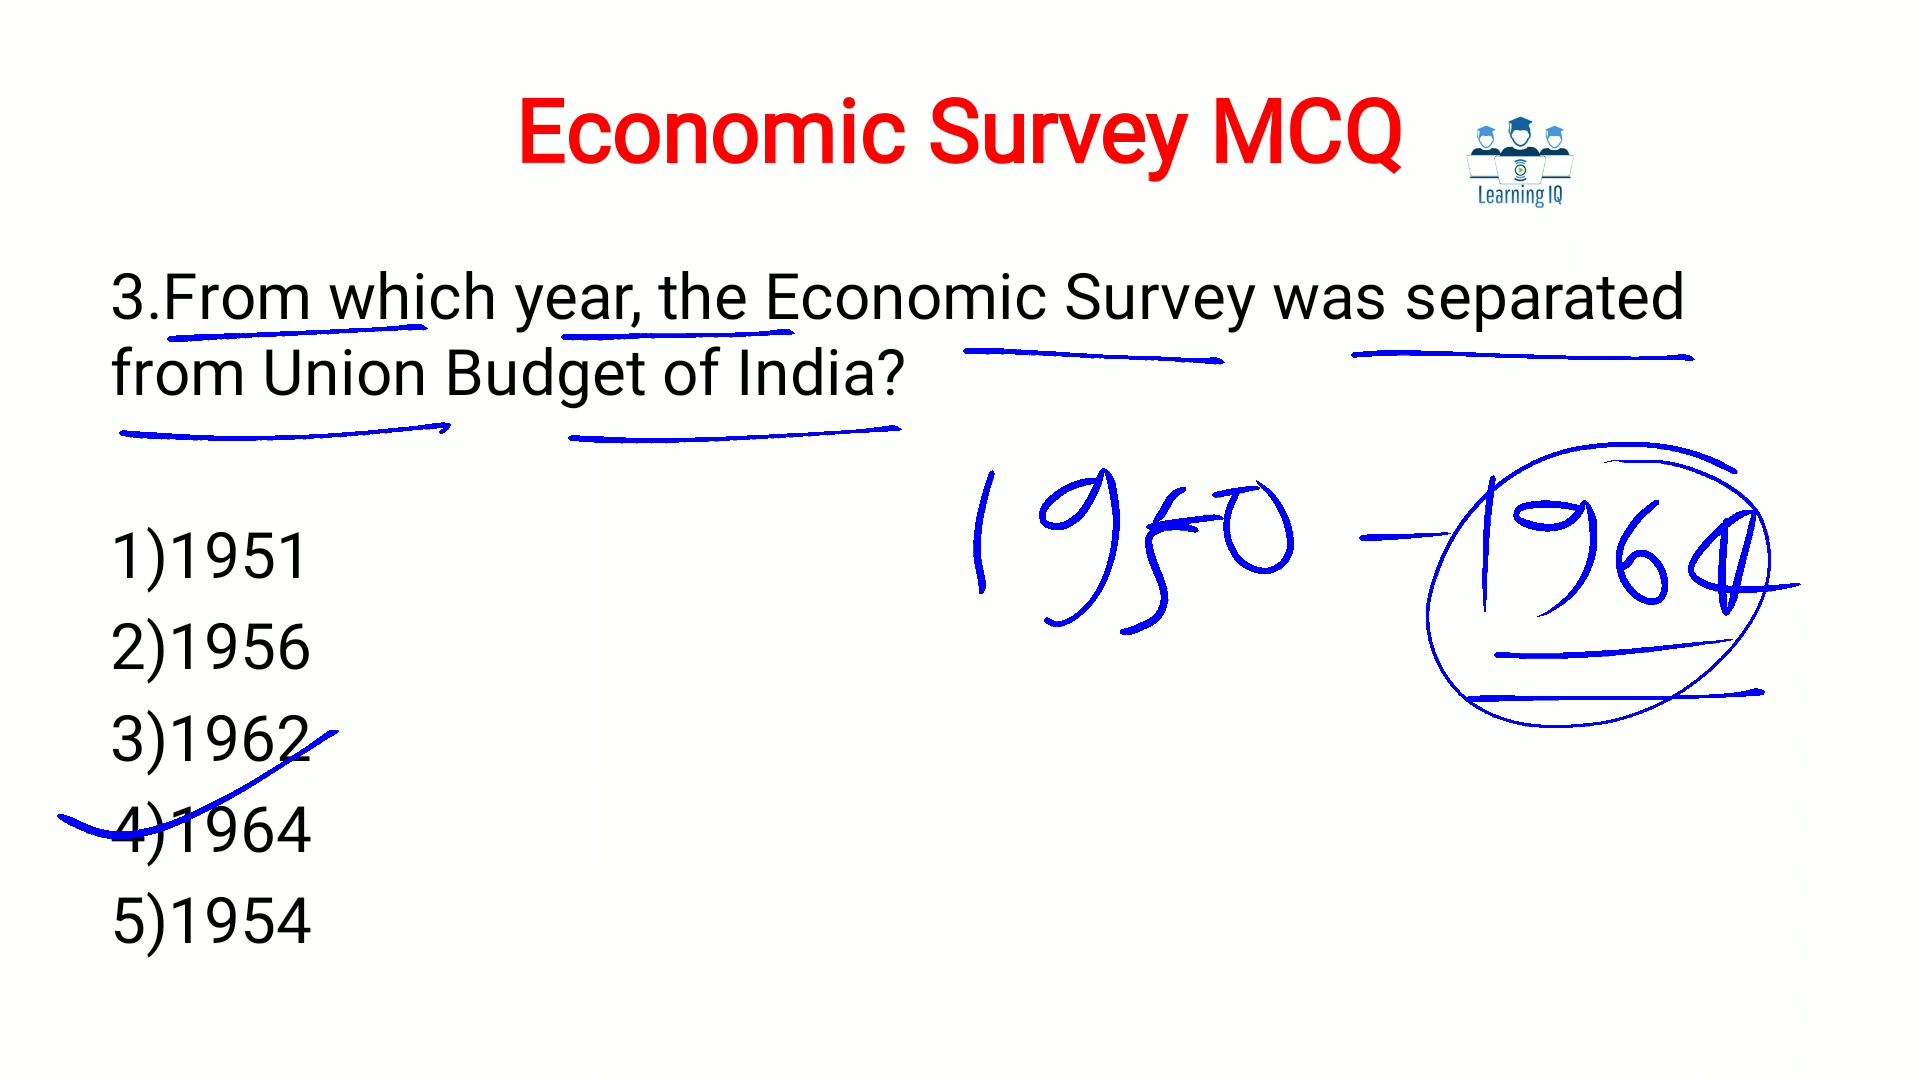 Economic Survey MCQ
Learning IQ
3.From which year, the Economic Survey was separated
from Union Budget of India?
1950 - 1964
1)1951
2)1956
3)1962
4)1964
5)1954